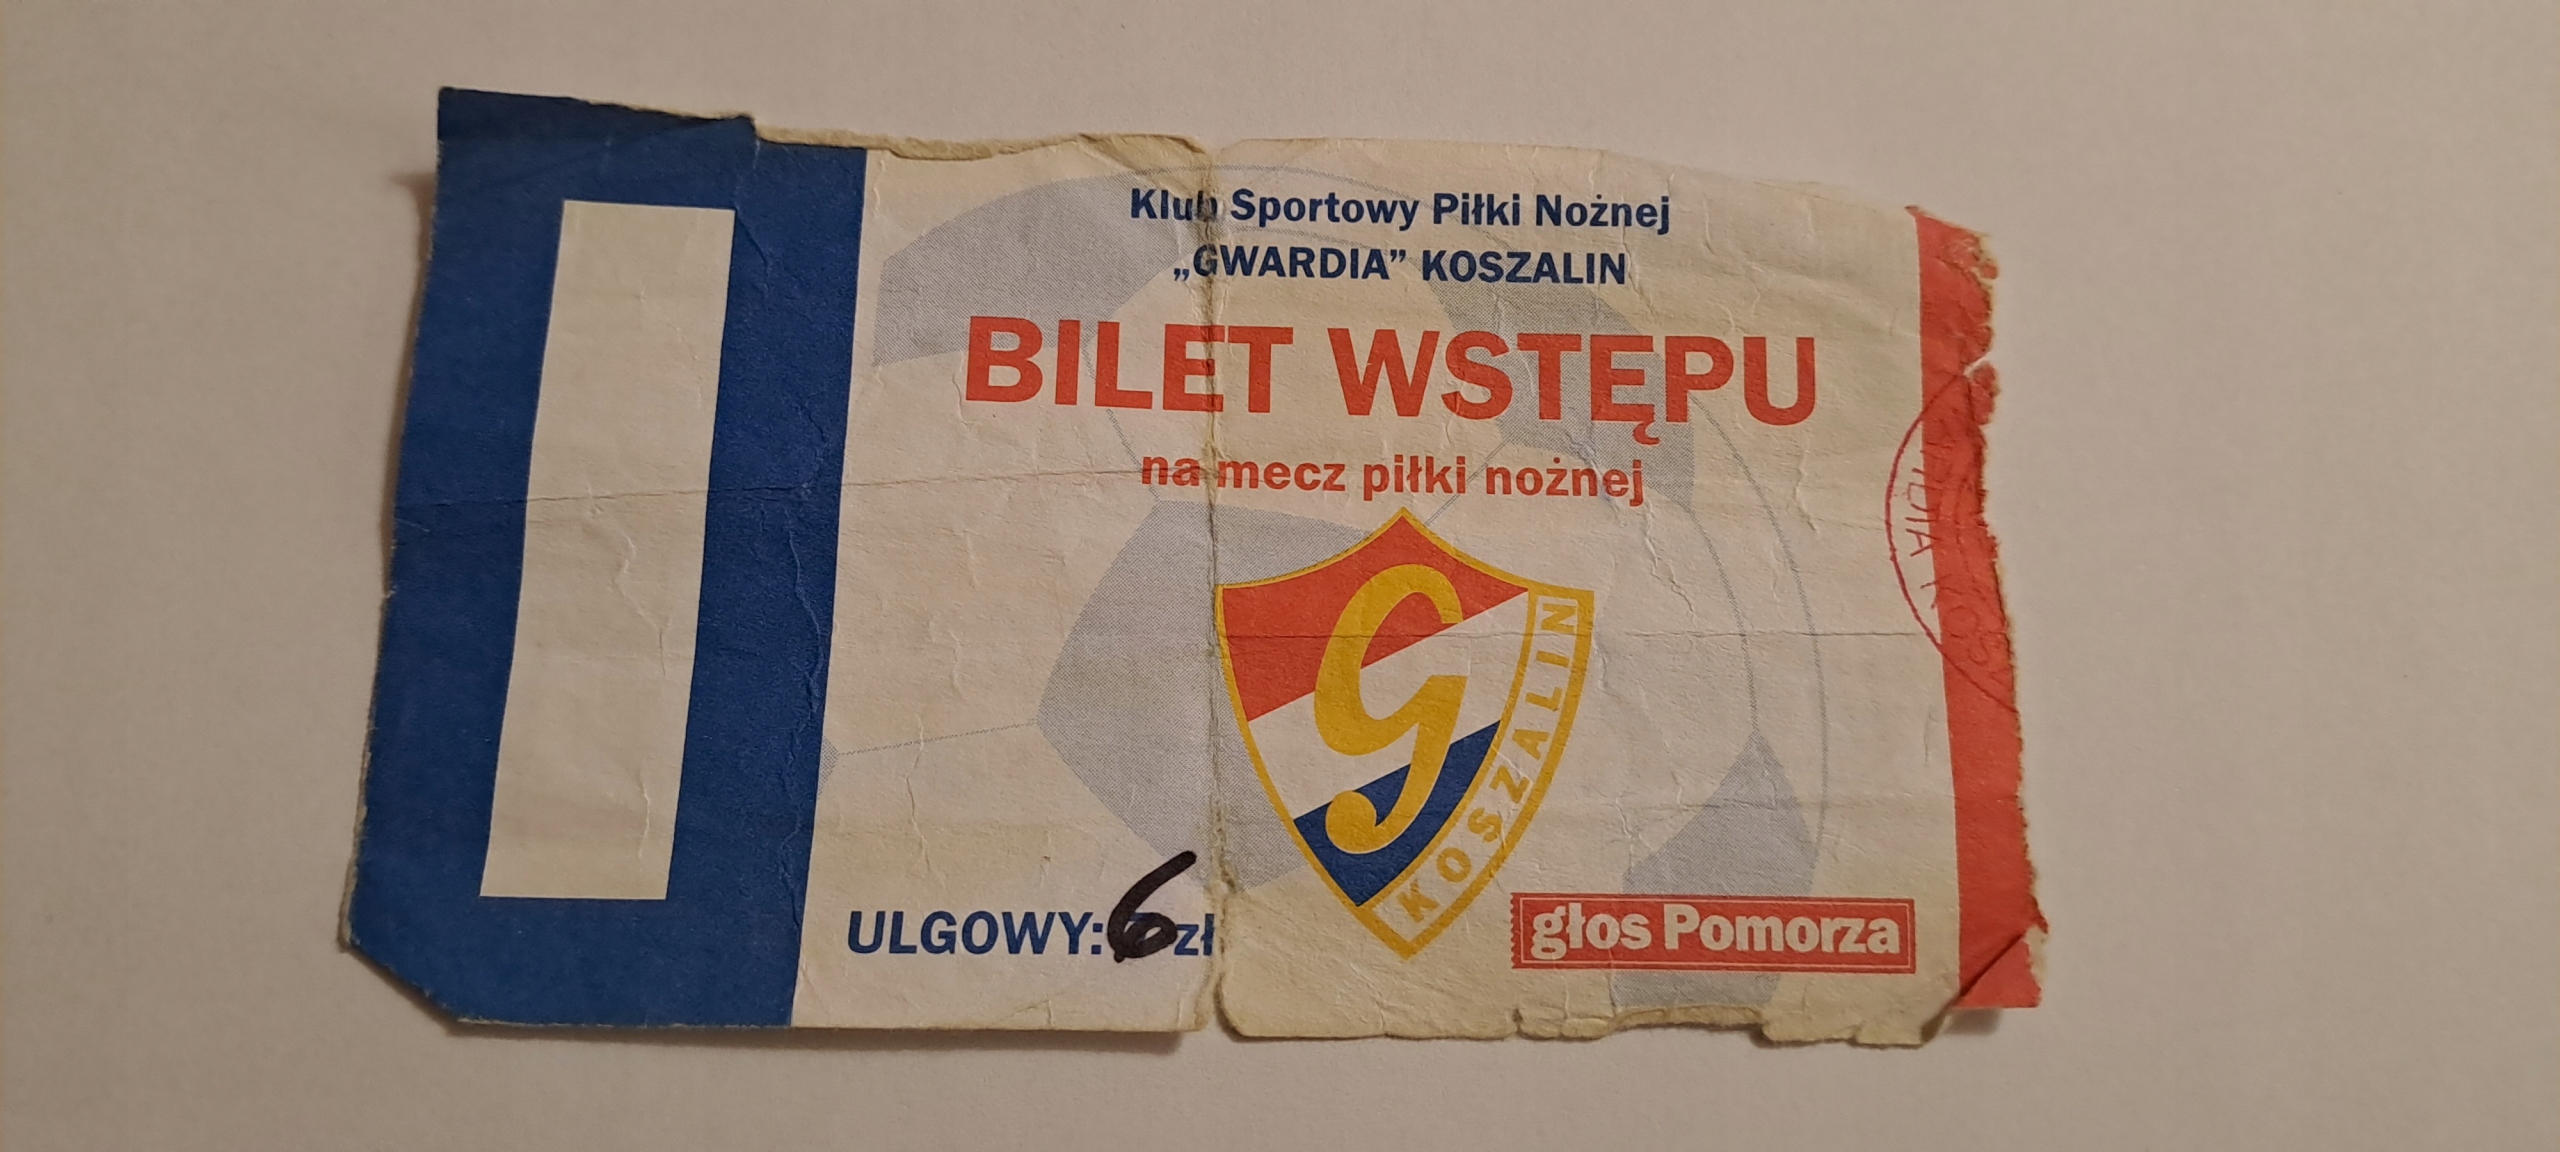 Klub Sportowy Piłki Nożnej
„GWARDIA” KOSZALIN
BILET WSTĘPU
na mecz piłki nożnej
G
KOSZALIN
ULGOWY: 6 zł
głos Pomorza